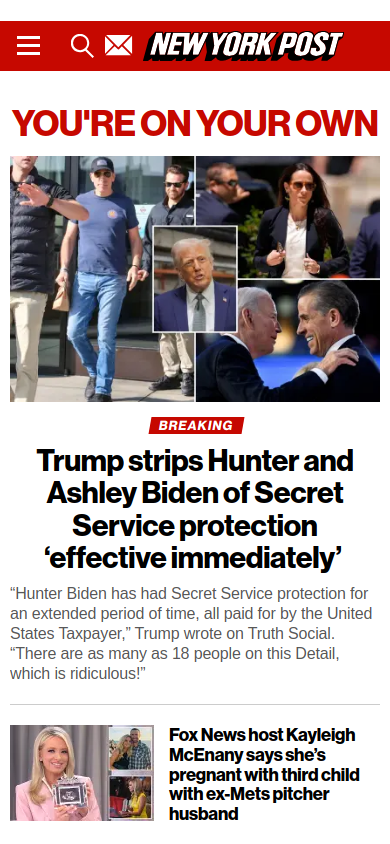 NEW YORK POST
YOU'RE ON YOUR OWN
BREAKING
Trump strips Hunter and
Ashley Biden of Secret
Service protection
‘effective immediately’
“Hunter Biden has had Secret Service protection for
an extended period of time, all paid for by the United
States Taxpayer,” Trump wrote on Truth Social.
“There are as many as 18 people on this Detail,
which is ridiculous!”
Fox News host Kayleigh
McEnany says she’s
pregnant with third child
with ex-Mets pitcher
husband